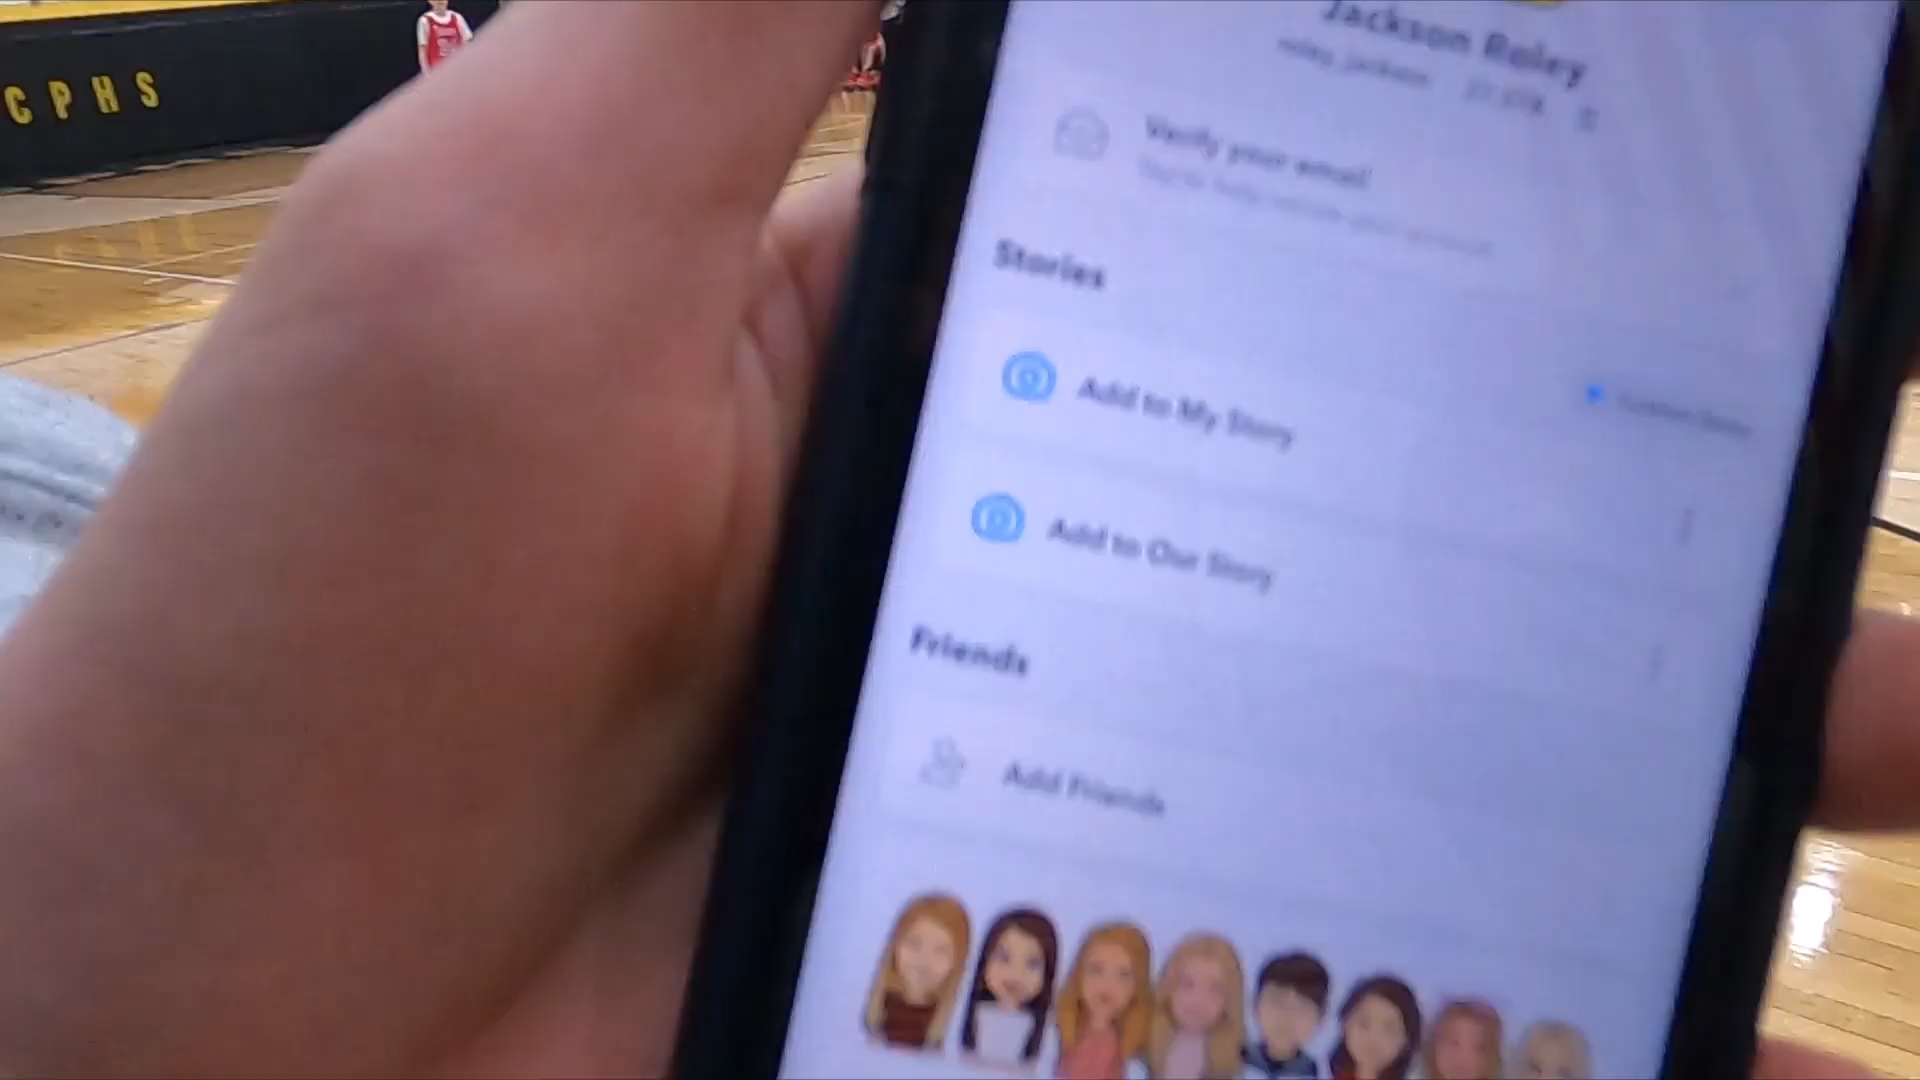 CPHS
Jackson Roley
Verify your email
Stories
Add to My Story
Add to Our Story
Friends
Add Friends